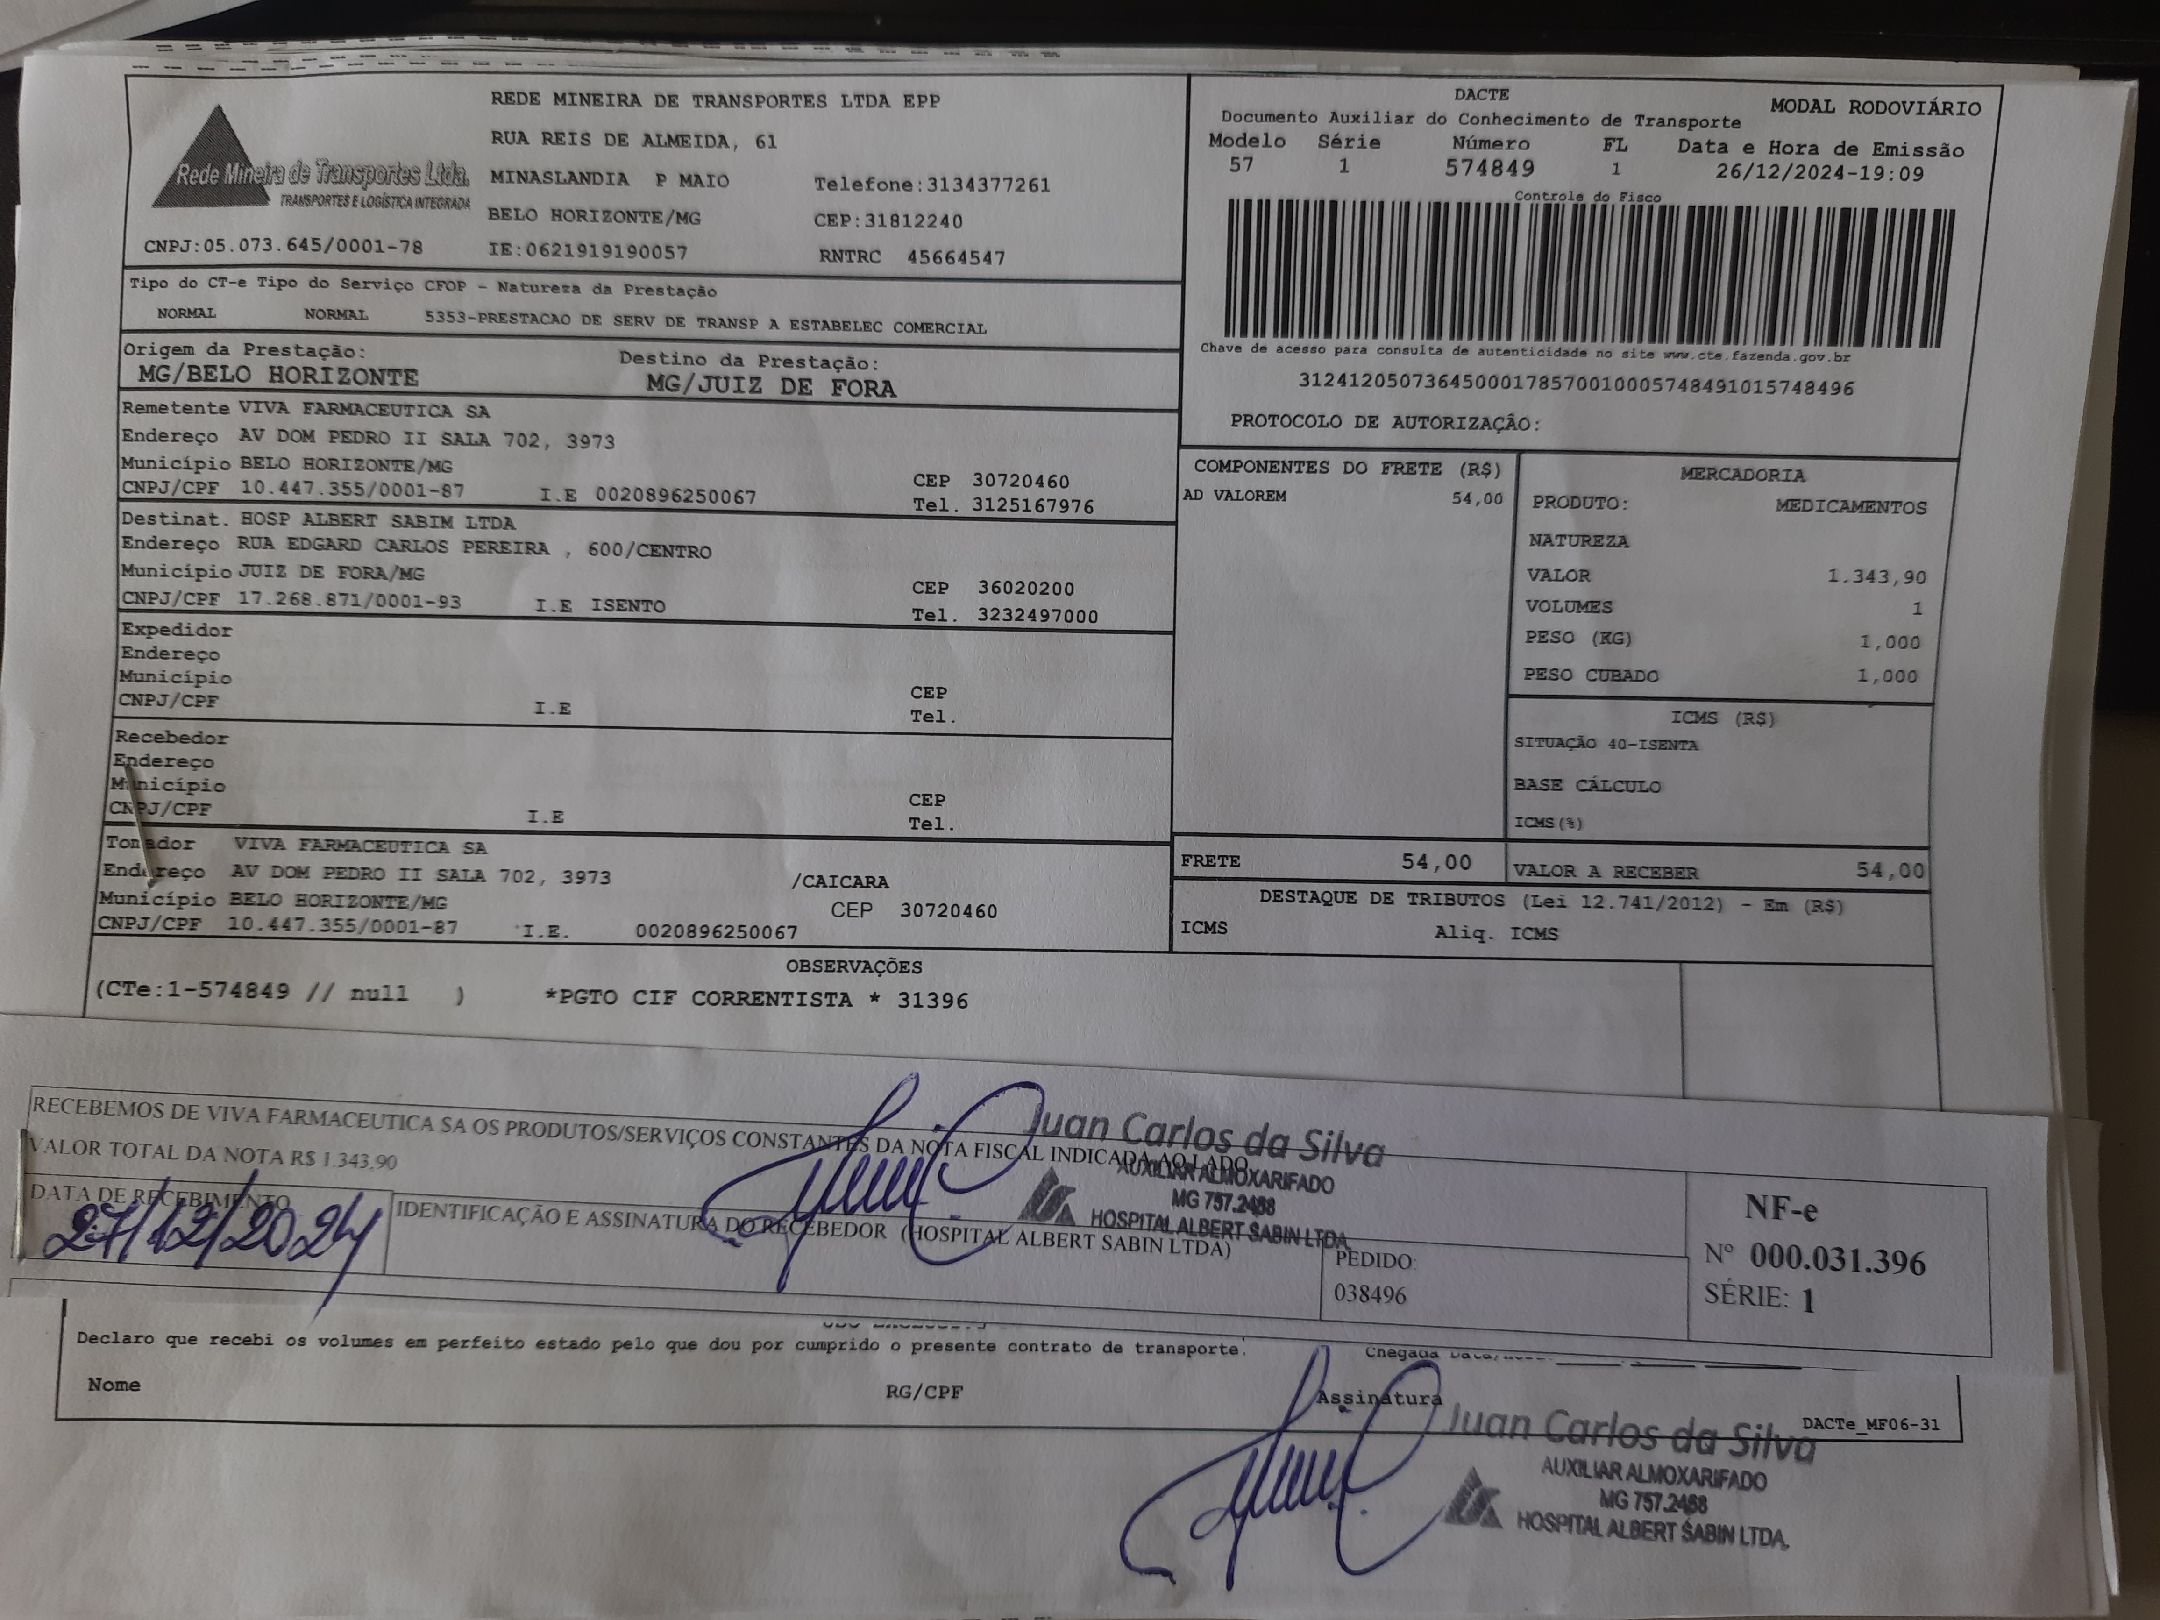 REDE MINEIRA DE TRANSPORTES LTDA EPP
RUA REIS DE ALMEIDA, 61
Rede Mineira de Transportes Ltda.
TRANSPORTES E LOGÍSTICA INTEGRADA
MINASLANDIA P MAIO Telefone:3134377261
BELO HORIZONTE/MG CEP:31812240
CNPJ:05.073.645/0001-78 IE:0621919190057 RNTRC 45664547
DACTE
MODAL RODOVIÁRIO
Documento Auxiliar do Conhecimento de Transporte
Modelo Série Número FL Data e Hora de Emissão
57 1 574849 1 26/12/2024-19:09
Controle do Fisco
Chave de acesso para consulta de autenticidade no site www.cte.fazenda.gov.br
31241205073645000178570010005748491015748496
PROTOCOLO DE AUTORIZAÇÃO:
Tipo do CT-e Tipo do Serviço CFOP - Natureza da Prestação
NORMAL NORMAL 5353-PRESTACAO DE SERV DE TRANSP A ESTABELEC COMERCIAL
Origem da Prestação: Destino da Prestação:
MG/BELO HORIZONTE MG/JUIZ DE FORA
Remetente VIVA FARMACEUTICA SA
Endereço AV DOM PEDRO II SALA 702, 3973
Município BELO HORIZONTE/MG CEP 30720460
CNPJ/CPF 10.447.355/0001-87 I.E 0020896250067 Tel. 3125167976
Destinat. HOSP ALBERT SABIM LTDA
Endereço RUA EDGARD CARLOS PEREIRA , 600/CENTRO
Município JUIZ DE FORA/MG CEP 36020200
CNPJ/CPF 17.268.871/0001-93 I.E ISENTO Tel. 3232497000
Expedidor
Endereço
Município CEP
CNPJ/CPF I.E Tel.
Recebedor
Endereço
Município CEP
CNPJ/CPF I.E Tel.
Tomador VIVA FARMACEUTICA SA
Endereço AV DOM PEDRO II SALA 702, 3973 /CAICARA
Município BELO HORIZONTE/MG CEP 30720460
CNPJ/CPF 10.447.355/0001-87 I.E. 0020896250067
COMPONENTES DO FRETE (R$)
AD VALOREM 54,00
MERCADORIA
PRODUTO: MEDICAMENTOS
NATUREZA
VALOR 1.343,90
VOLUMES 1
PESO (KG) 1,000
PESO CUBADO 1,000
ICMS (R$)
SITUAÇÃO 40-ISENTA
BASE CÁLCULO
ICMS(%)
FRETE 54,00 VALOR A RECEBER 54,00
DESTAQUE DE TRIBUTOS (Lei 12.741/2012) - Em (R$)
ICMS Aliq. ICMS
OBSERVAÇÕES
(CTe:1-574849 // null ) *PGTO CIF CORRENTISTA * 31396
RECEBEMOS DE VIVA FARMACEUTICA SA OS PRODUTOS/SERVIÇOS CONSTANTES DA NOTA FISCAL INDICADA AO LADO
VALOR TOTAL DA NOTA R$ 1.343,90
DATA DE RECEBIMENTO
27/12/2024
IDENTIFICAÇÃO E ASSINATURA DO RECEBEDOR (HOSPITAL ALBERT SABIN LTDA)
Juan Carlos da Silva
AUXILIAR ALMOXARIFADO
MG 757.2468
HOSPITAL ALBERT SABIN LTDA.
PEDIDO:
038496
NF-e
Nº 000.031.396
SÉRIE: 1
Declaro que recebi os volumes em perfeito estado pelo que dou por cumprido o presente contrato de transporte.
Chegada
Nome RG/CPF Assinatura
DACTe_MF06-31
Juan Carlos da Silva
AUXILIAR ALMOXARIFADO
MG 757.2468
HOSPITAL ALBERT SABIN LTDA.